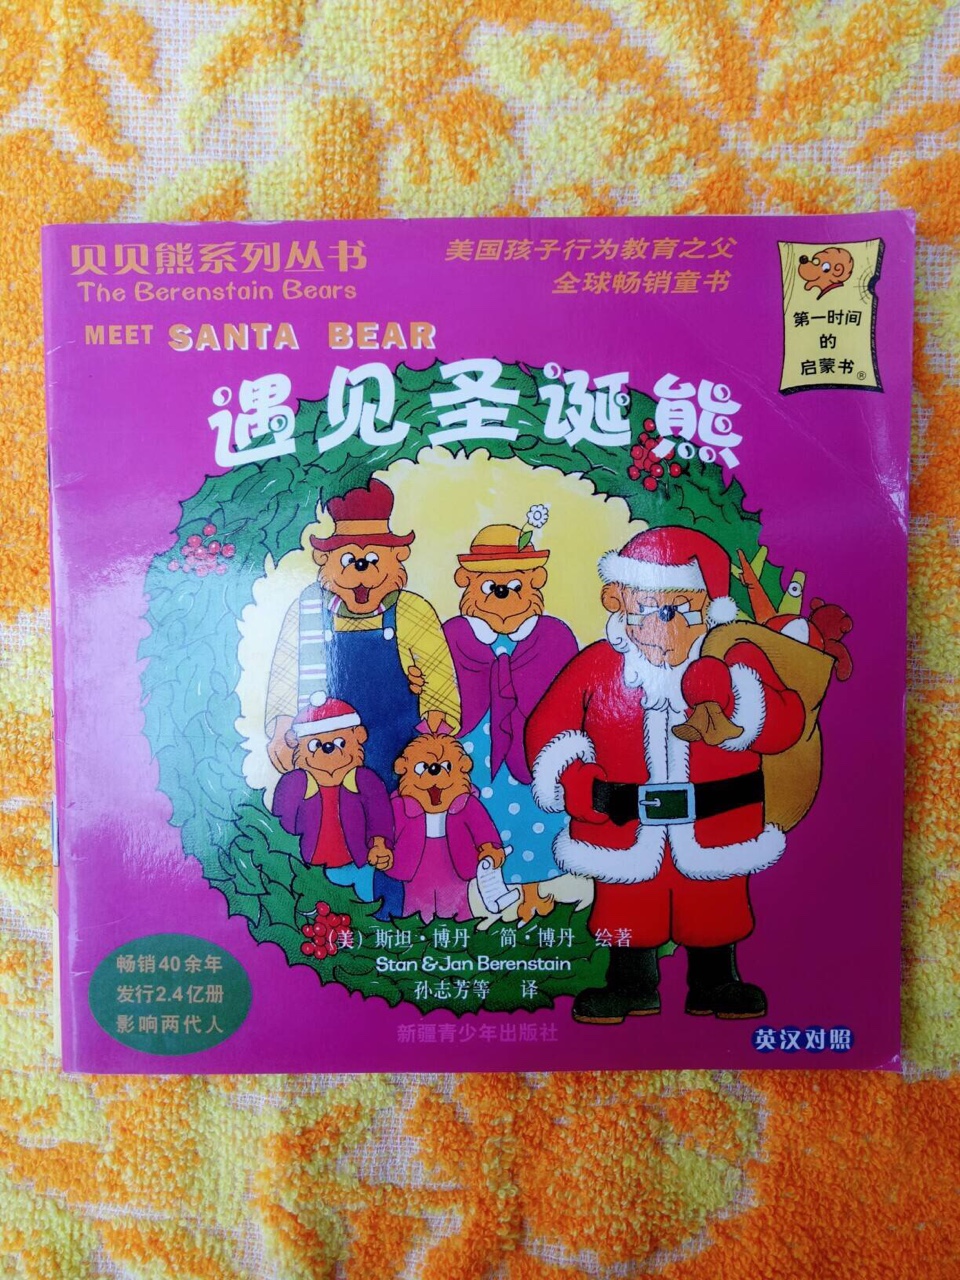 贝贝熊系列丛书
The Berenstain Bears
美国孩子行为教育之父
全球畅销童书
第一时间
的
启蒙书®
MEET SANTA BEAR
遇见圣诞熊
(美) 斯坦·博丹 简·博丹 绘著
Stan & Jan Berenstain
孙志芳等 译
新疆青少年出版社
畅销40余年
发行2.4亿册
影响两代人
英汉对照